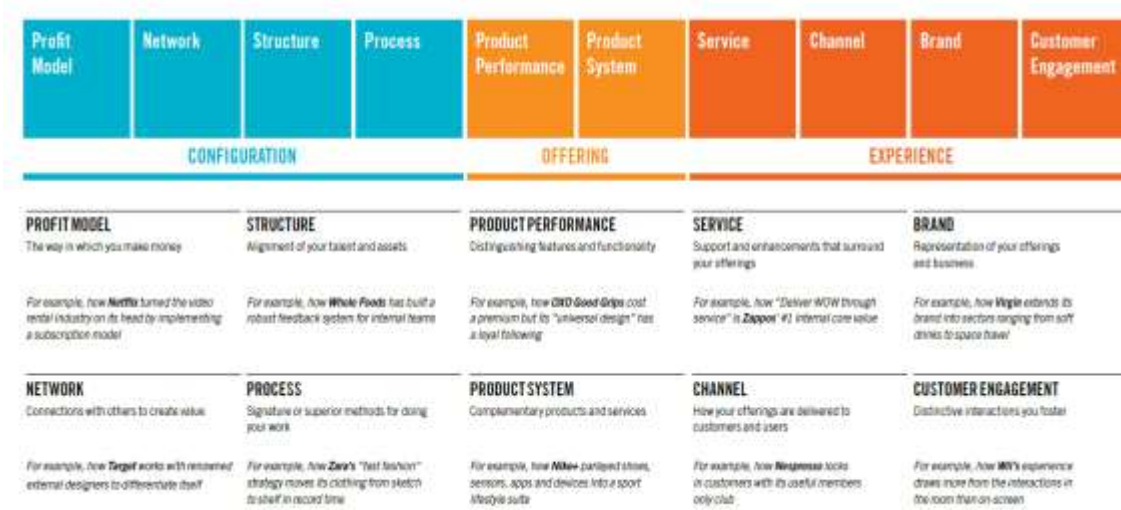 Profit
Model
Network
Structure
Process
Product
Performance
Product
System
Service
Channel
Brand
Customer
Engagement
CONFIGURATION
OFFERING
EXPERIENCE
PROFIT MODEL
The way in which you make money
For example, how Netflix turned the video
rental industry on its head by implementing
a subscription model
STRUCTURE
Alignment of your talent and assets
For example, how Whole Foods has built a
robust feedback system for internal teams
PRODUCT PERFORMANCE
Distinguishing features and functionality
For example, how OXO Good Grips cost
a premium but its "universal design" has
a loyal following
SERVICE
Support and enhancements that surround
your offerings
For example, how "Deliver WOW through
service" is Zappos' #1 internal core value
BRAND
Representation of your offerings
and business
For example, how Virgin extends its
brand into sectors ranging from soft
drinks to space travel
NETWORK
Connections with others to create value
For example, how Target works with renowned
external designers to differentiate itself
PROCESS
Signature or superior methods for doing
your work
For example, how Zara's "fast fashion"
strategy moves its clothing from sketch
to shelf in record time
PRODUCT SYSTEM
Complementary products and services
For example, how Nike+ parlayed shoes,
sensors, apps and devices into a sport
lifestyle suite
CHANNEL
How your offerings are delivered to
customers and users
For example, how Nespresso locks
in customers with its useful members
only club
CUSTOMER ENGAGEMENT
Distinctive interactions you foster
For example, how Wii's experience
draws more from the interactions in
the room than on-screen